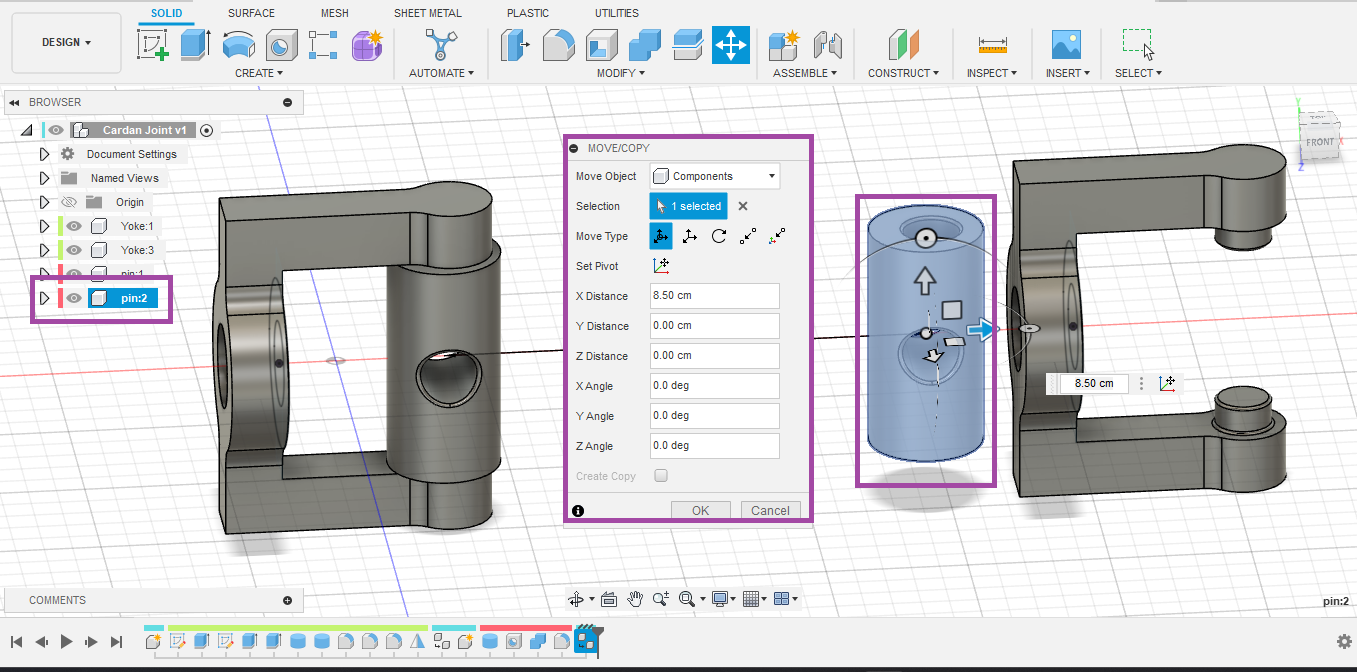 SOLID SURFACE MESH SHEET METAL PLASTIC UTILITIES
DESIGN
CREATE AUTOMATE MODIFY ASSEMBLE CONSTRUCT INSPECT INSERT SELECT
BROWSER
Cardan Joint v1
Document Settings
Named Views
Origin
Yoke:1
Yoke:3
pin:1
pin:2
MOVE/COPY
Move Object Components
Selection 1 selected
Move Type
Set Pivot
X Distance 8.50 cm
Y Distance 0.00 cm
Z Distance 0.00 cm
X Angle 0.0 deg
Y Angle 0.0 deg
Z Angle 0.0 deg
Create Copy
OK Cancel
Y
TOP
FRONT
X
Z
8.50 cm
COMMENTS
pin:2